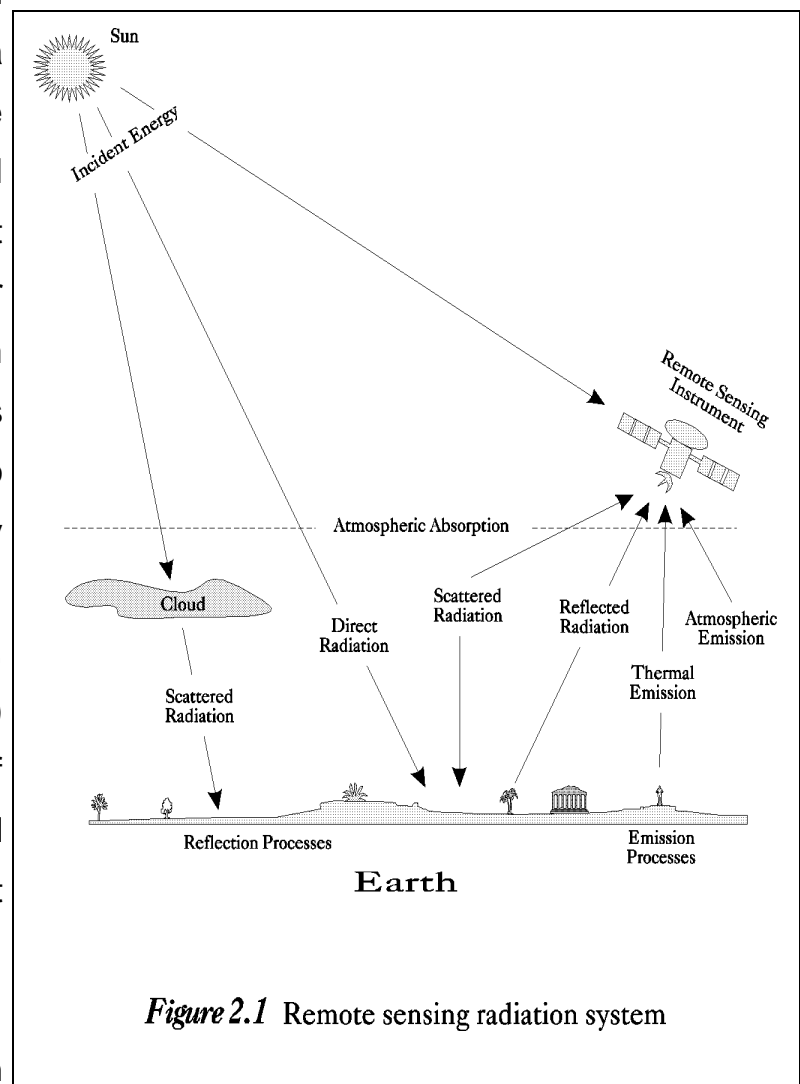 Sun
Incident Energy
Remote Sensing
Instrument
Atmospheric Absorption
Cloud
Scattered
Radiation
Direct
Radiation
Scattered
Radiation
Reflected
Radiation
Atmospheric
Emission
Thermal
Emission
Reflection Processes
Emission
Processes
Earth
Figure 2.1 Remote sensing radiation system